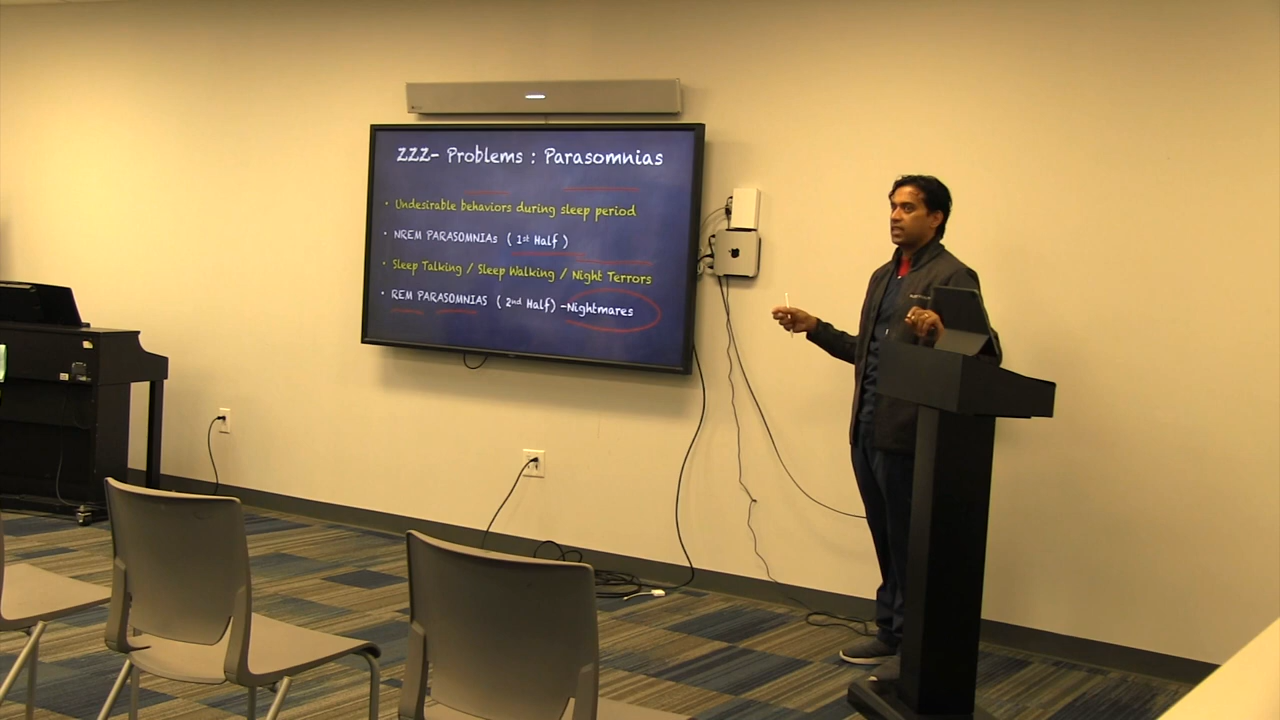 ZZZ- Problems : Parasomnias
• Undesirable behaviors during sleep period
• NREM PARASOMNIAs ( 1st Half )
• Sleep Talking / Sleep Walking / Night Terrors
• REM PARASOMNIAS ( 2nd Half) -Nightmares